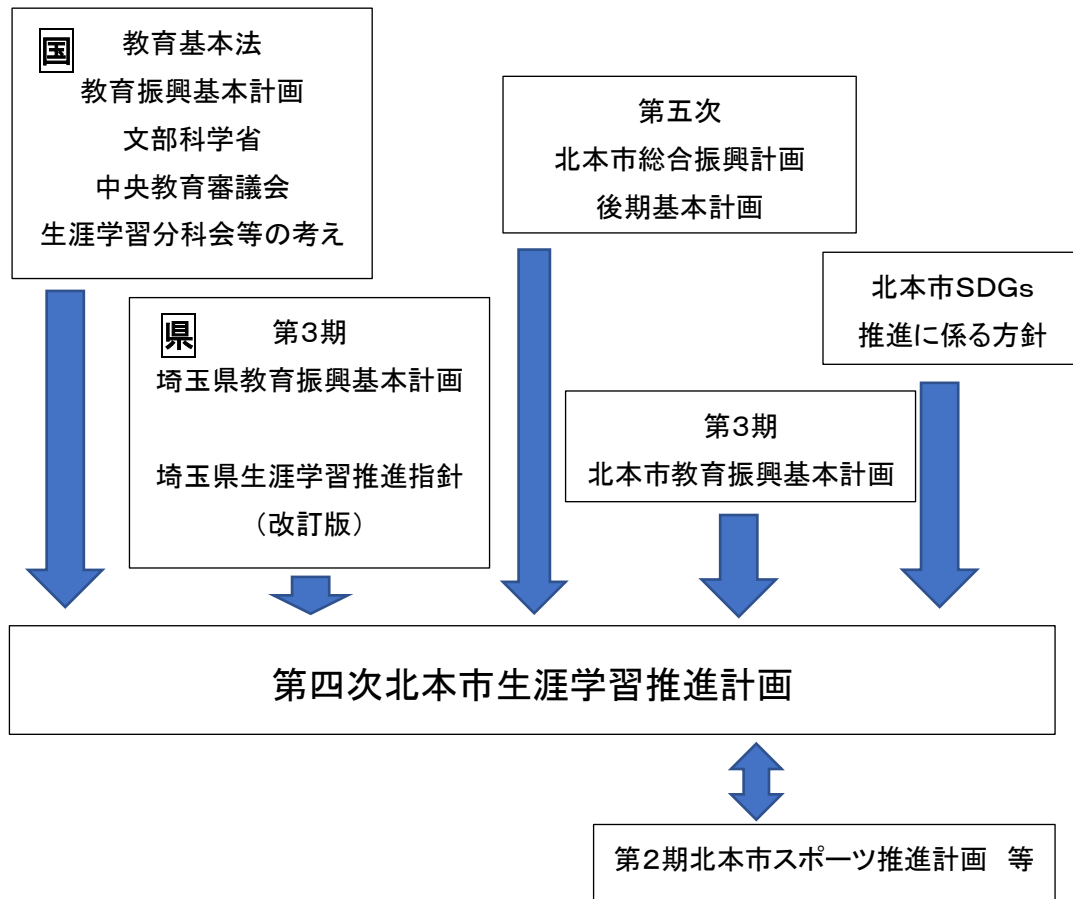 国 教育基本法
教育振興基本計画
文部科学省
中央教育審議会
生涯学習分科会等の考え
第五次
北本市総合振興計画
後期基本計画
北本市SDGs
推進に係る方針
県 第3期
埼玉県教育振興基本計画
埼玉県生涯学習推進指針
（改訂版）
第3期
北本市教育振興基本計画
第四次北本市生涯学習推進計画
第2期北本市スポーツ推進計画　等